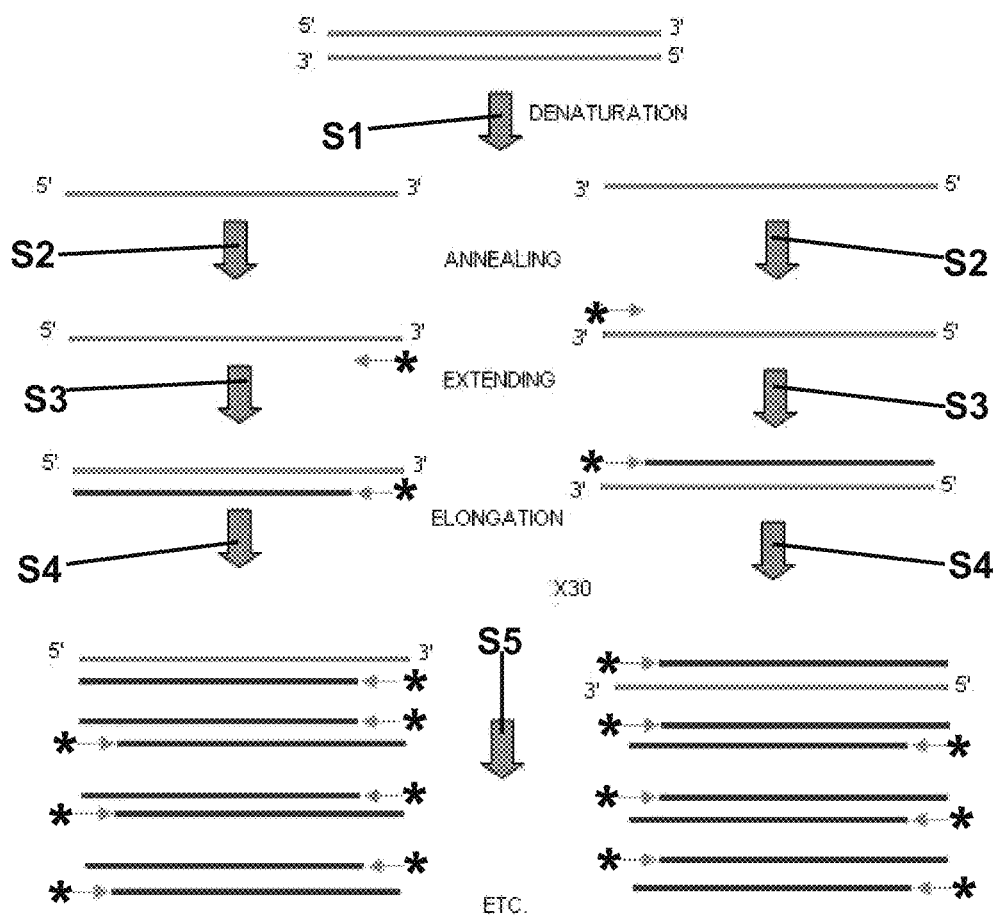 5' 3'
3' 5'
S1 DENATURATION
5' 3' 3' 5'
S2 ANNEALING S2
* 
5' 3' 3' 5'
*
S3 EXTENDING S3
5' 3' *
* 3' 5'
ELONGATION
S4 S4
X30
5' 3' S5 *
* 3' 5'
* *
* *
* *
* *
* *
* *
ETC.